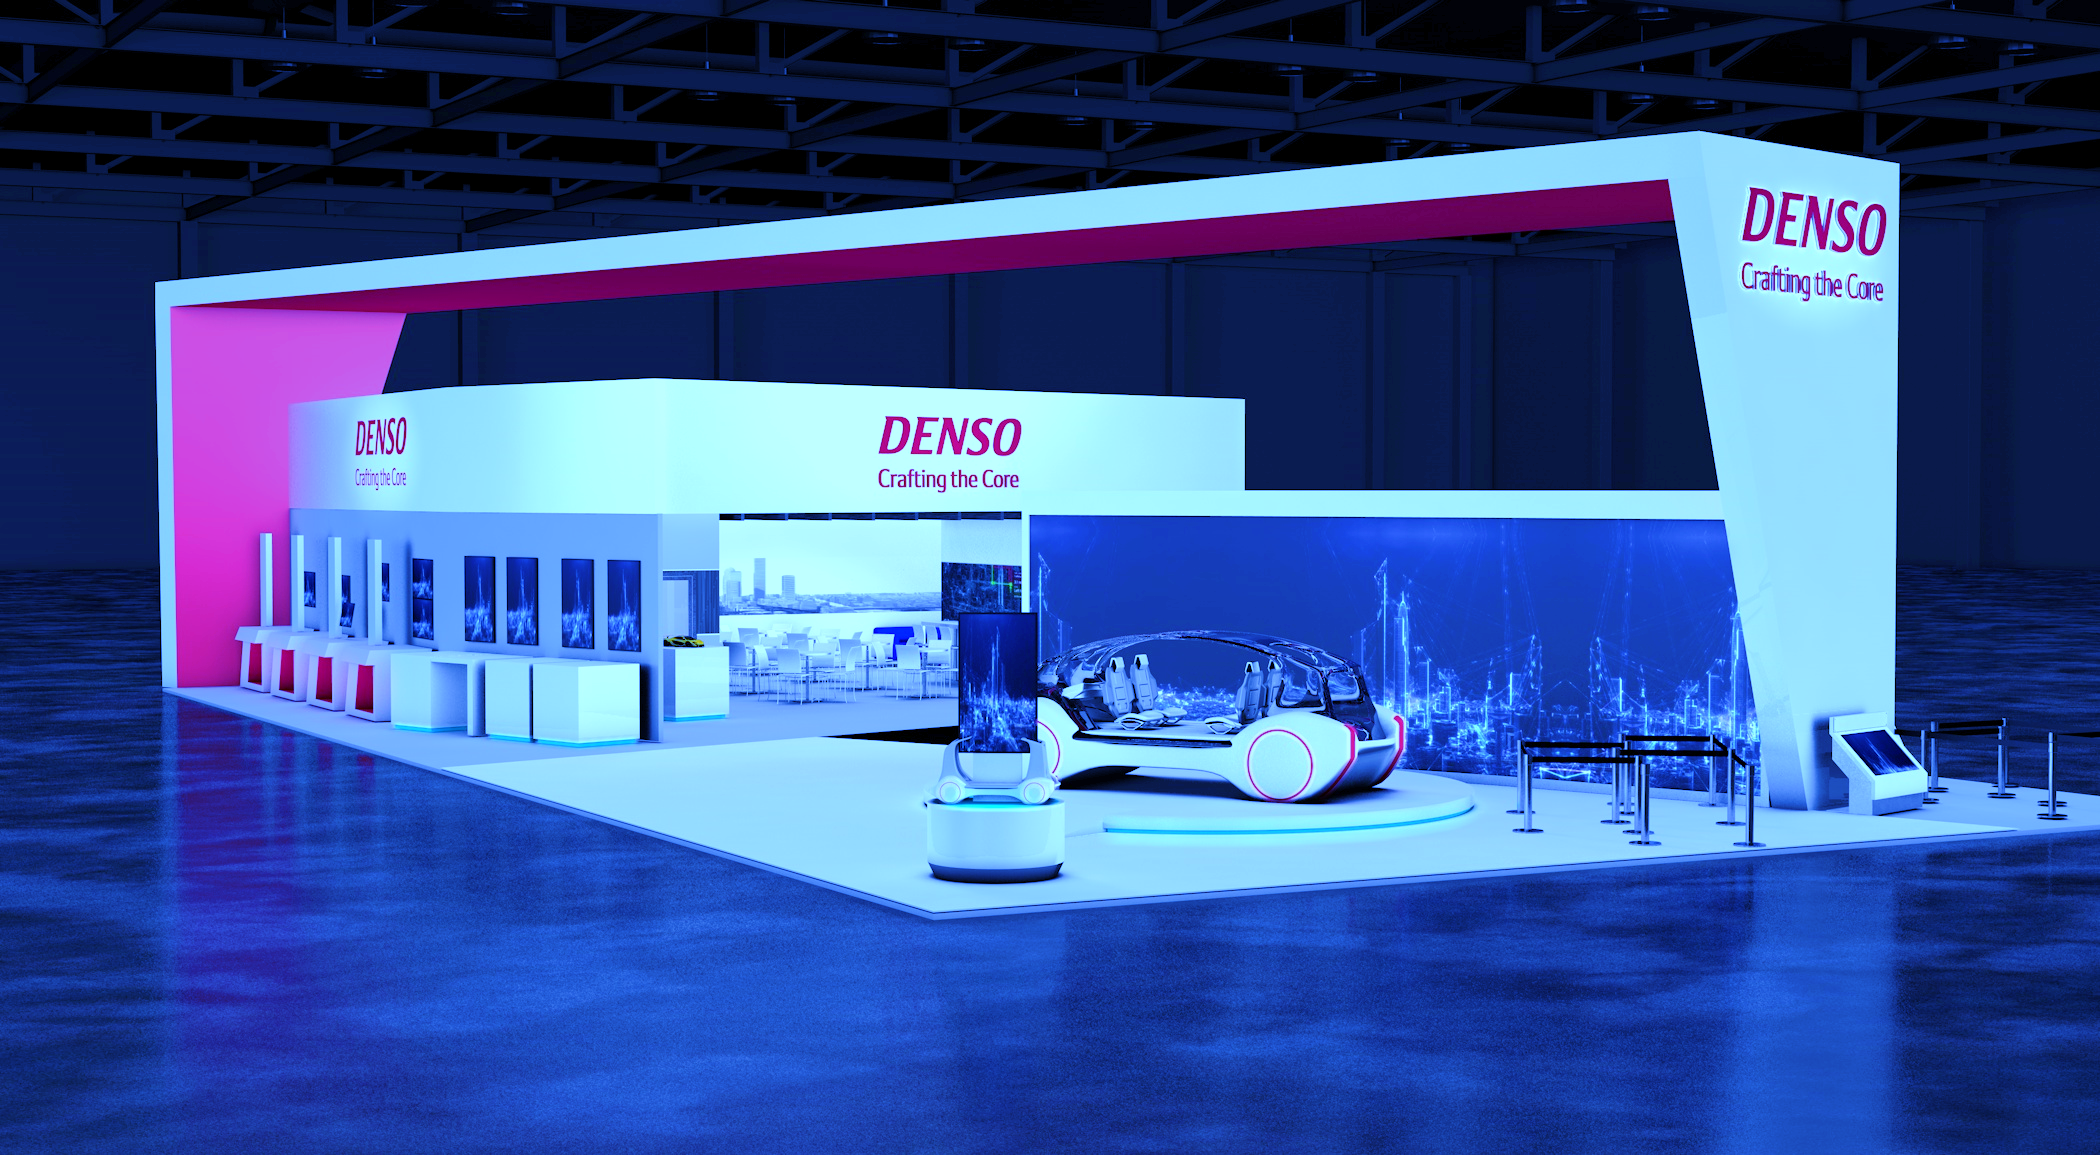 DENSO
Crafting the Core
DENSO
Crafting the Core
DENSO
Crafting the Core